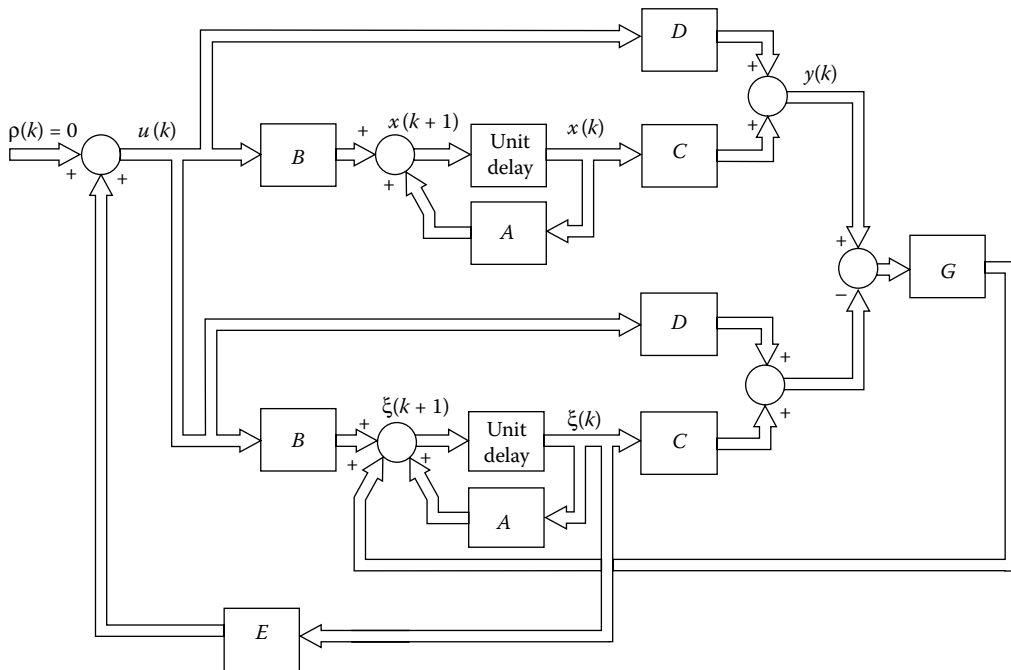 D
+
y(k)
ρ(k) = 0
u(k)
+
+
B
+
x(k + 1)
+
Unit
delay
x(k)
A
C
+
+
−
G
D
+
B
+
+
ξ(k + 1)
+
Unit
delay
ξ(k)
A
C
+
E